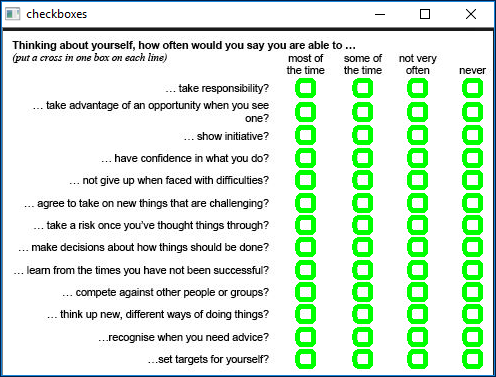 checkboxes
Thinking about yourself, how often would you say you are able to …
(put a cross in one box on each line)
most of the time
some of the time
not very often
never
… take responsibility?
… take advantage of an opportunity when you see
one?
… show initiative?
… have confidence in what you do?
… not give up when faced with difficulties?
… agree to take on new things that are challenging?
… take a risk once you've thought things through?
… make decisions about how things should be done?
… learn from the times you have not been successful?
… compete against other people or groups?
… think up new, different ways of doing things?
…recognise when you need advice?
…set targets for yourself?